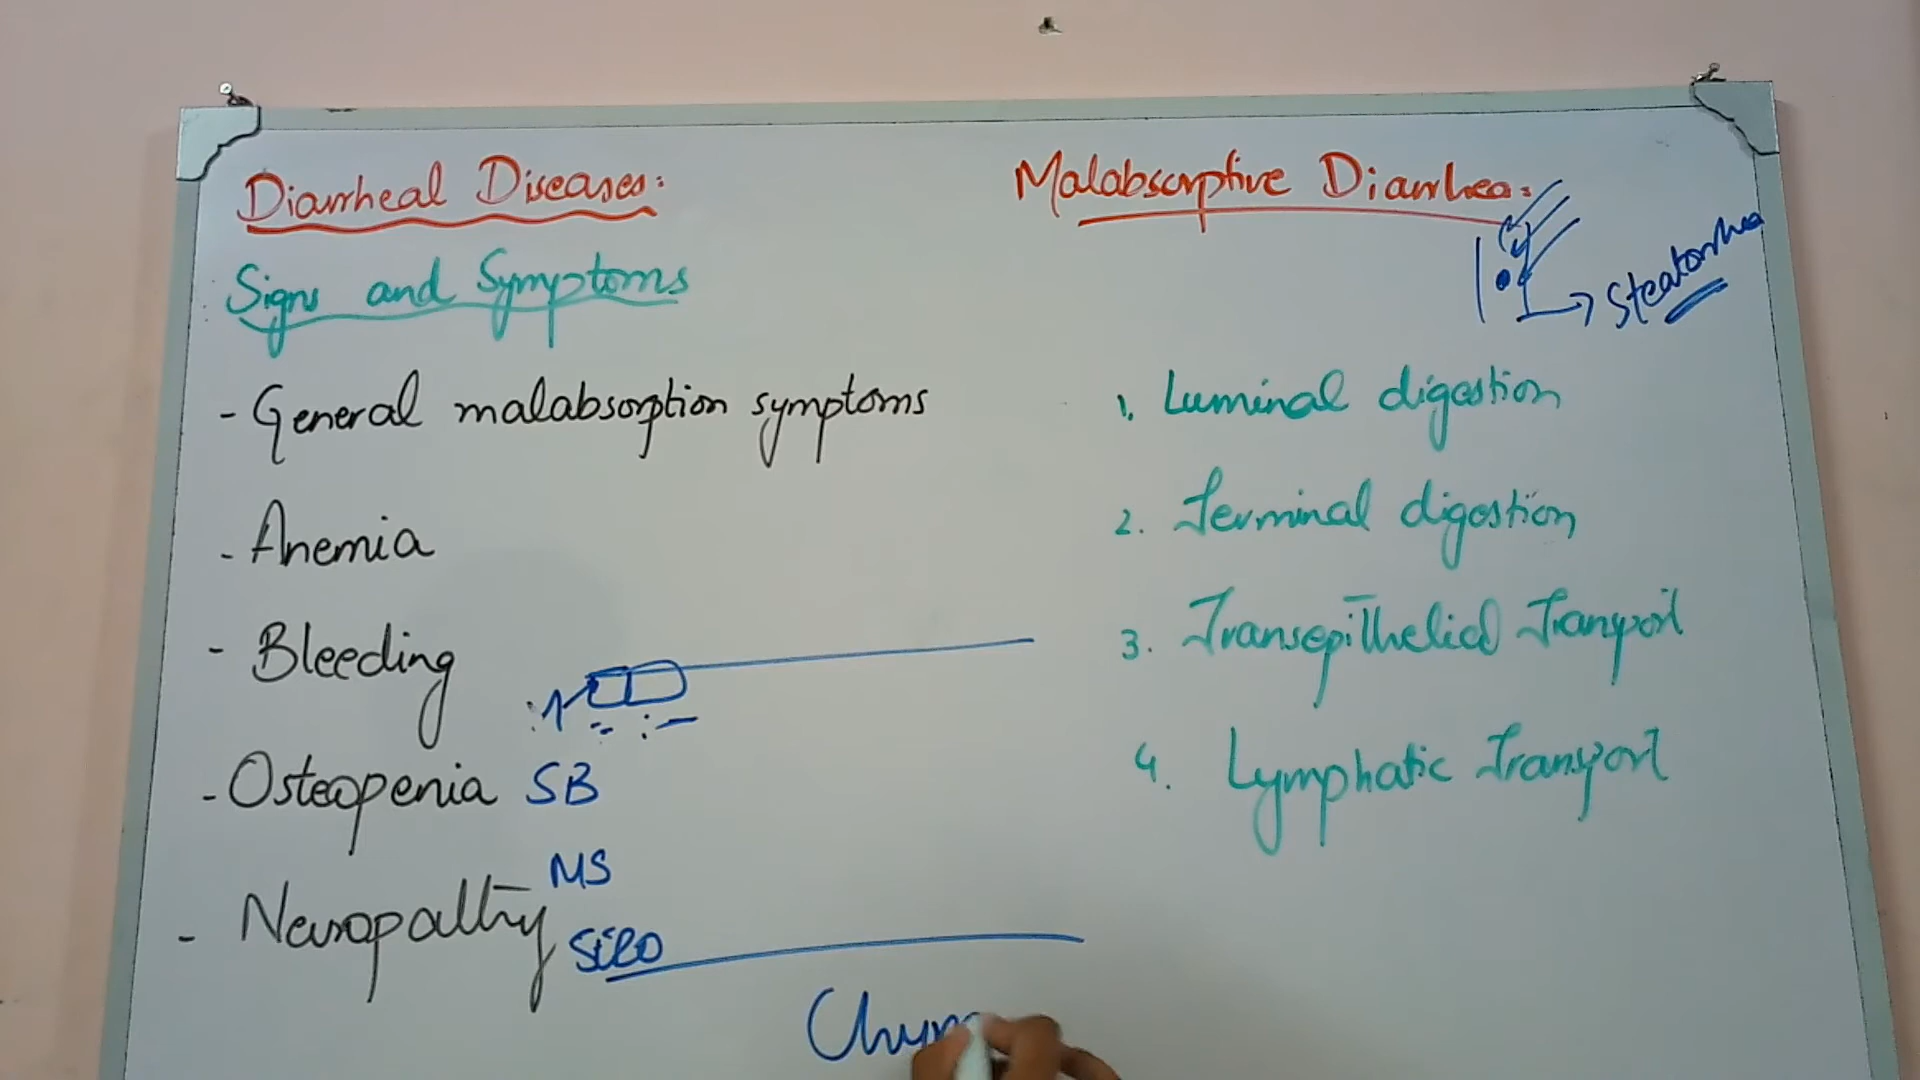 Diarrheal Diseases:
Signs and Symptoms
- General malabsorption symptoms
- Anemia
- Bleeding
- Osteopenia SB
MS
- Neuropathy
Malabsorptive Diarrhea:
Steatorrhea
1. Luminal digestion
2. Terminal digestion
3. Transepithelial Transport
4. Lymphatic Transport
Chym